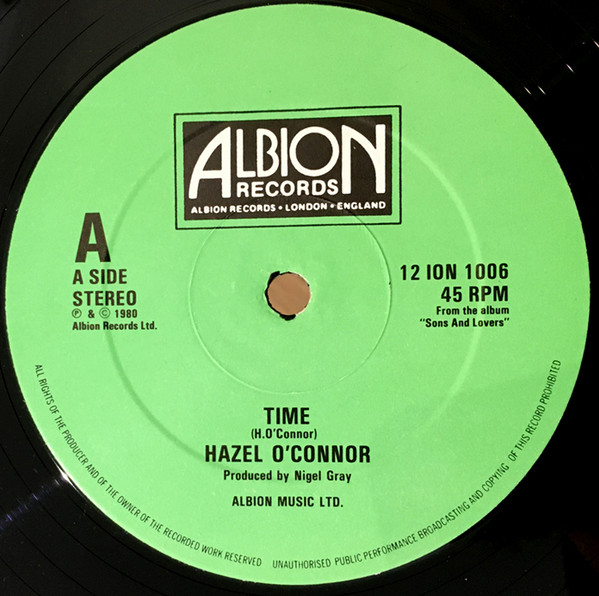 ALBION
RECORDS
ALBION RECORDS • LONDON • ENGLAND
A
A SIDE
STEREO
℗ & © 1980
Albion Records Ltd.
12 ION 1006
45 RPM
From the album
"Sons And Lovers"
TIME
(H.O'Connor)
HAZEL O'CONNOR
Produced by Nigel Gray
ALBION MUSIC LTD.
ALL RIGHTS OF THE PRODUCER AND OF THE OWNER OF THE RECORDED WORK RESERVED UNAUTHORISED PUBLIC PERFORMANCE BROADCASTING AND COPYING OF THIS RECORD PROHIBITED